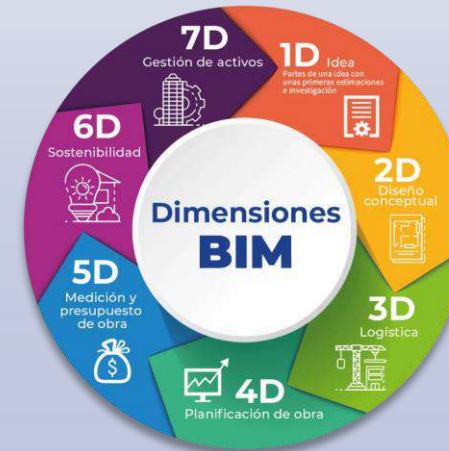 Dimensiones
BIM
1D Idea
Partes de una idea con
unas primeras estimaciones
e investigación
2D
Diseño
conceptual
3D
Logística
4D
Planificación de obra
5D
Medición y
presupuesto
de obra
$
6D
Sostenibilidad
7D
Gestión de activos